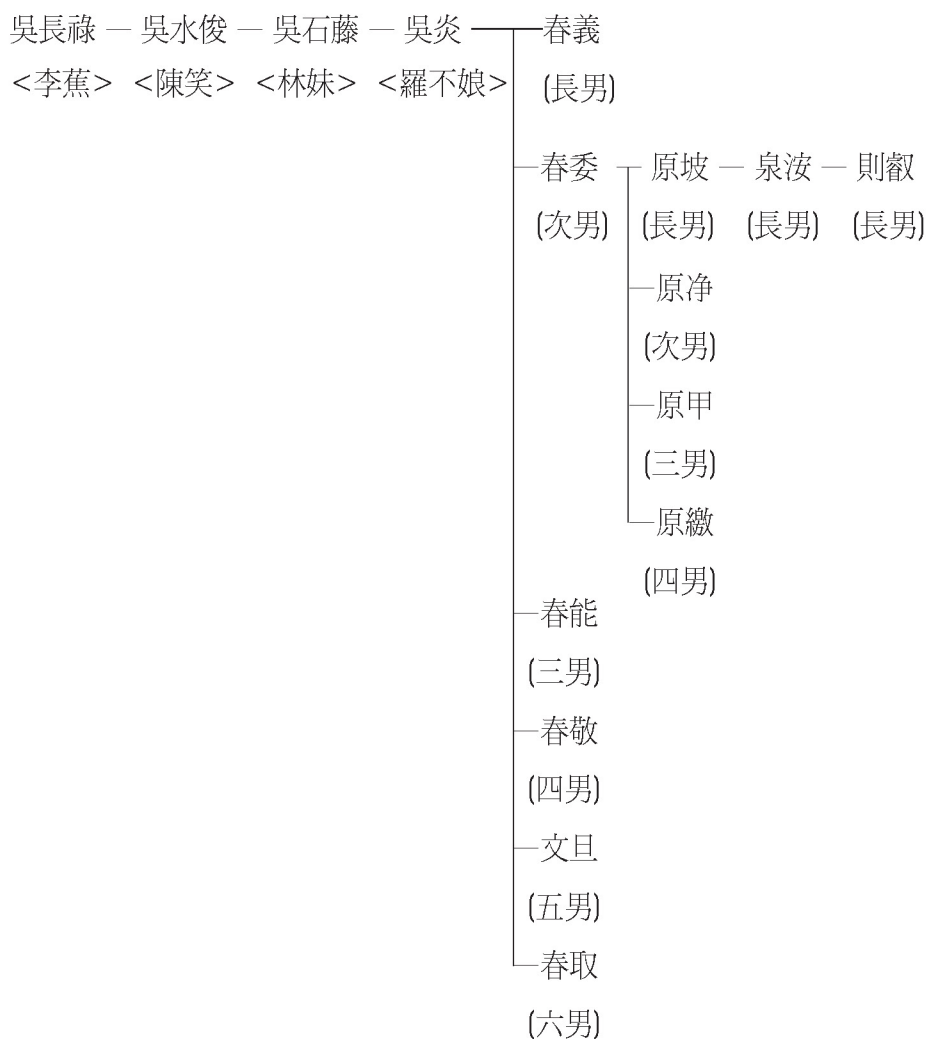 吳長祿 — 吳水俊 — 吳石藤 — 吳炎 — 春義
<李蕉> <陳笑> <林妹> <羅不娘> (長男)
春委 原坡 — 泉洝 — 則叡
(次男) (長男) (長男) (長男)
原净
(次男)
原甲
(三男)
原繳
(四男)
春能
(三男)
春敬
(四男)
文旦
(五男)
春取
(六男)